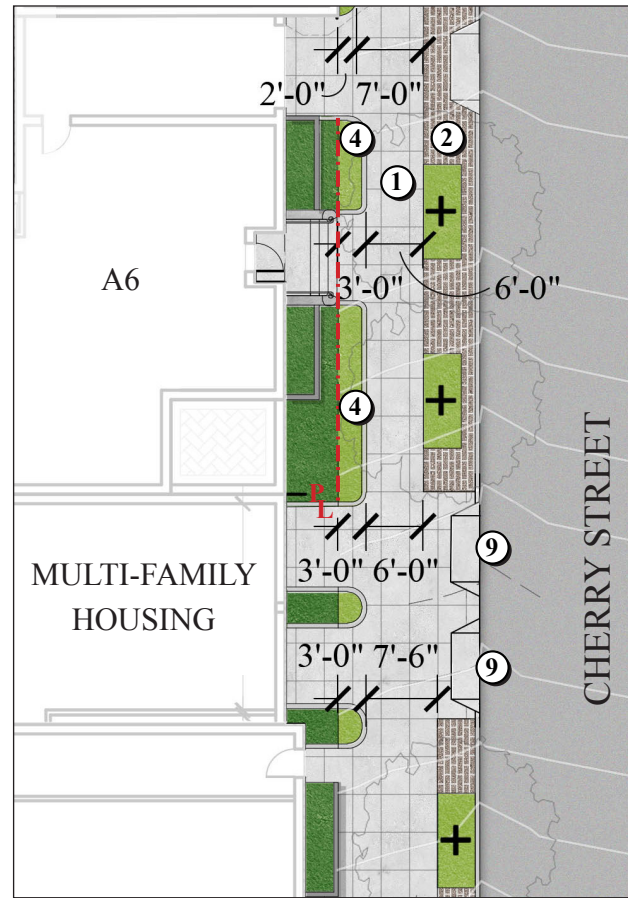 2'-0" 7'-0"
4
2
1
A6
3'-0" 6'-0"
4
PL
3'-0" 6'-0"
9
MULTI-FAMILY
HOUSING
3'-0" 7'-6"
9
CHERRY STREET